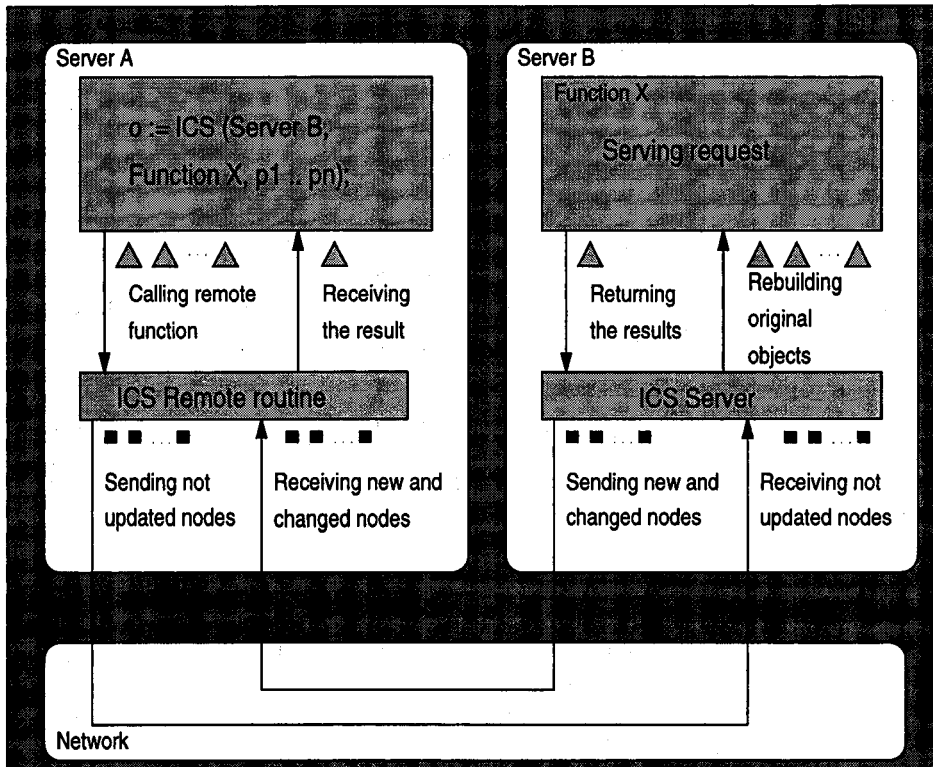 Server A
o := ICS (Server B,
Function X, p1 .. pn);
Calling remote
function
Receiving
the result
ICS Remote routine
Sending not
updated nodes
Receiving new and
changed nodes
Server B
Function X
Serving request
Returning
the results
Rebuilding
original
objects
ICS Server
Sending new and
changed nodes
Receiving not
updated nodes
Network